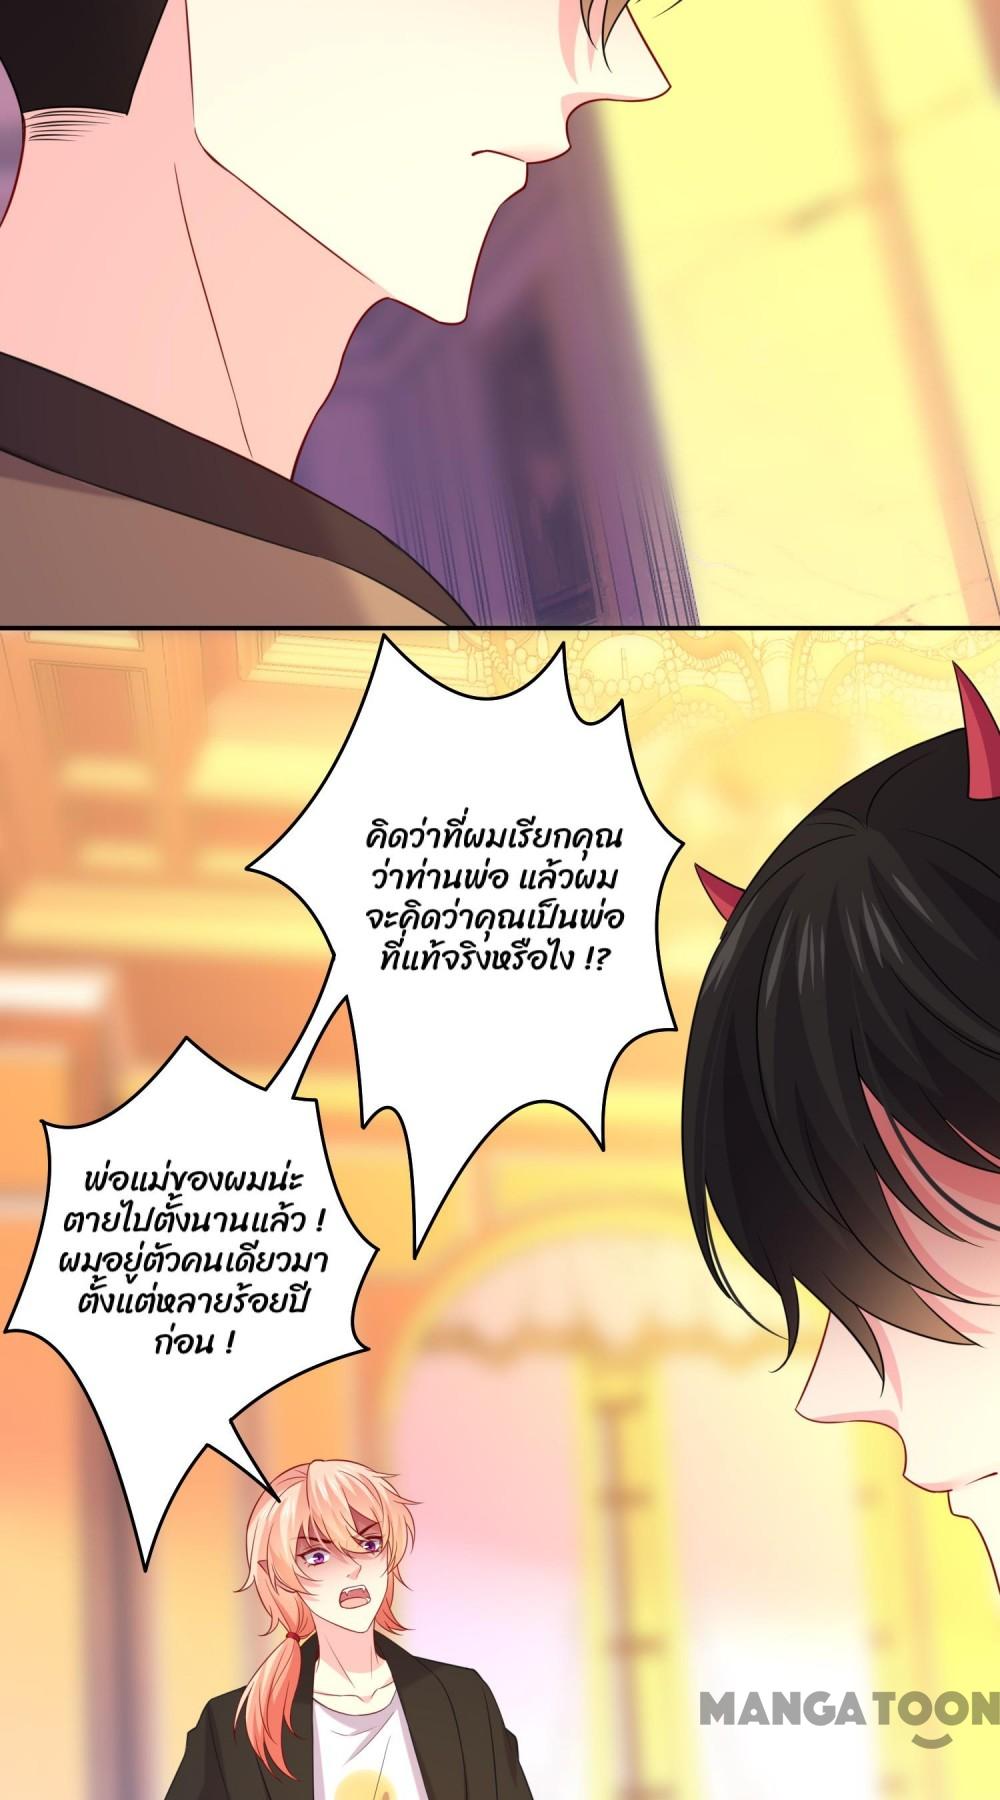 คิดว่าที่ผมเรียกคุณ
ว่าท่านพ่อ แล้วผม
จะคิดว่าคุณเป็นพ่อ
ที่แท้จริงหรือไง !?
พ่อแม่ของผมน่ะ
ตายไปตั้งนานแล้ว !
ผมอยู่ตัวคนเดียวมา
ตั้งแต่หลายร้อยปี
ก่อน !
MANGATOON